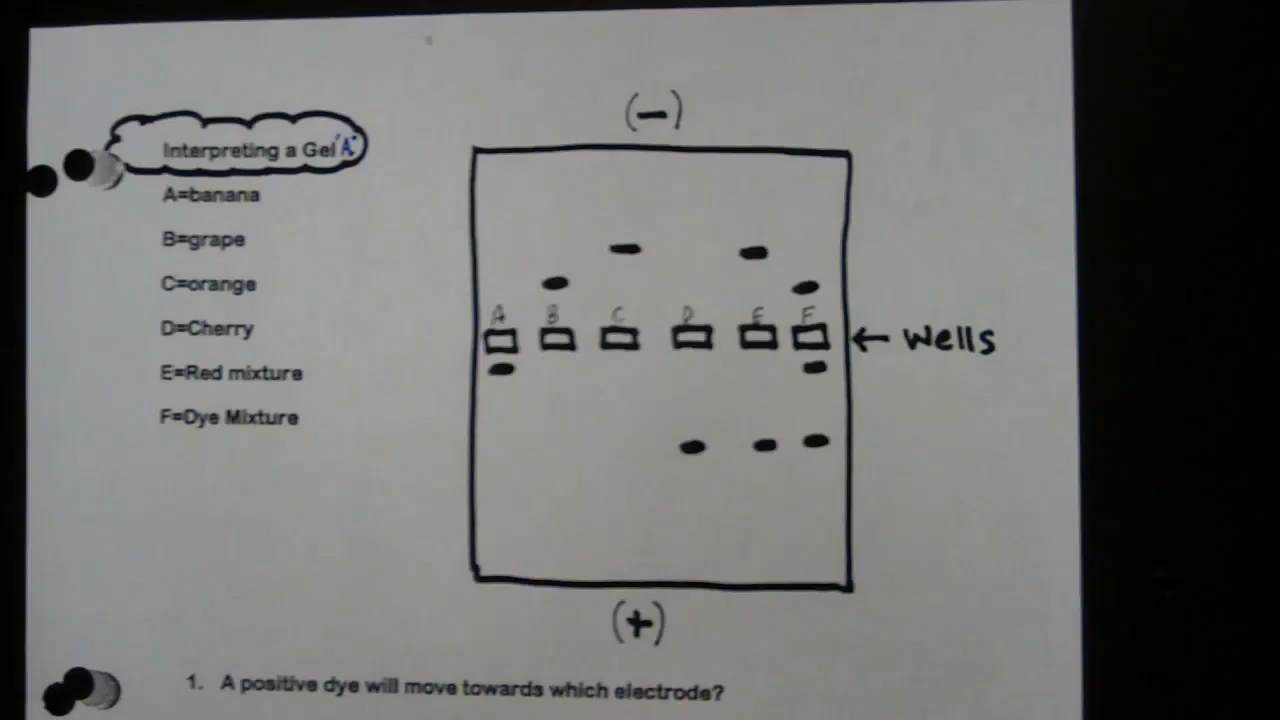 (-)
Interpreting a Gel "A"
A=banana
B=grape
C=orange
D=Cherry
E=Red mixture
F=Dye Mixture
A B C D E F
← Wells
(+)
1. A positive dye will move towards which electrode?